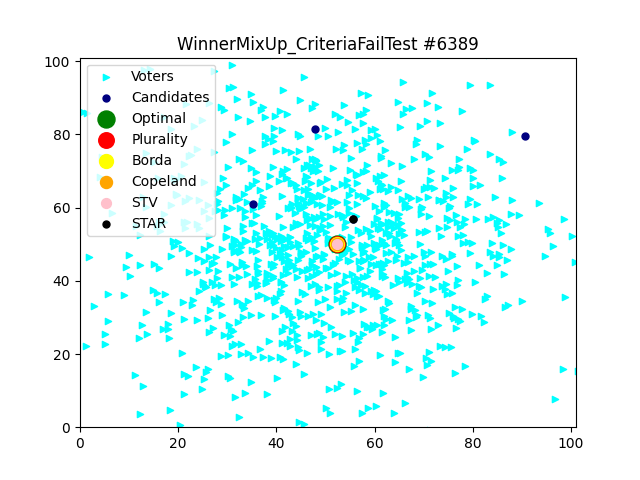 WinnerMixUp_CriteriaFailTest #6389
100
80
60
40
20
0
Voters
Candidates
Optimal
Plurality
Borda
Copeland
STV
STAR
0 20 40 60 80 100